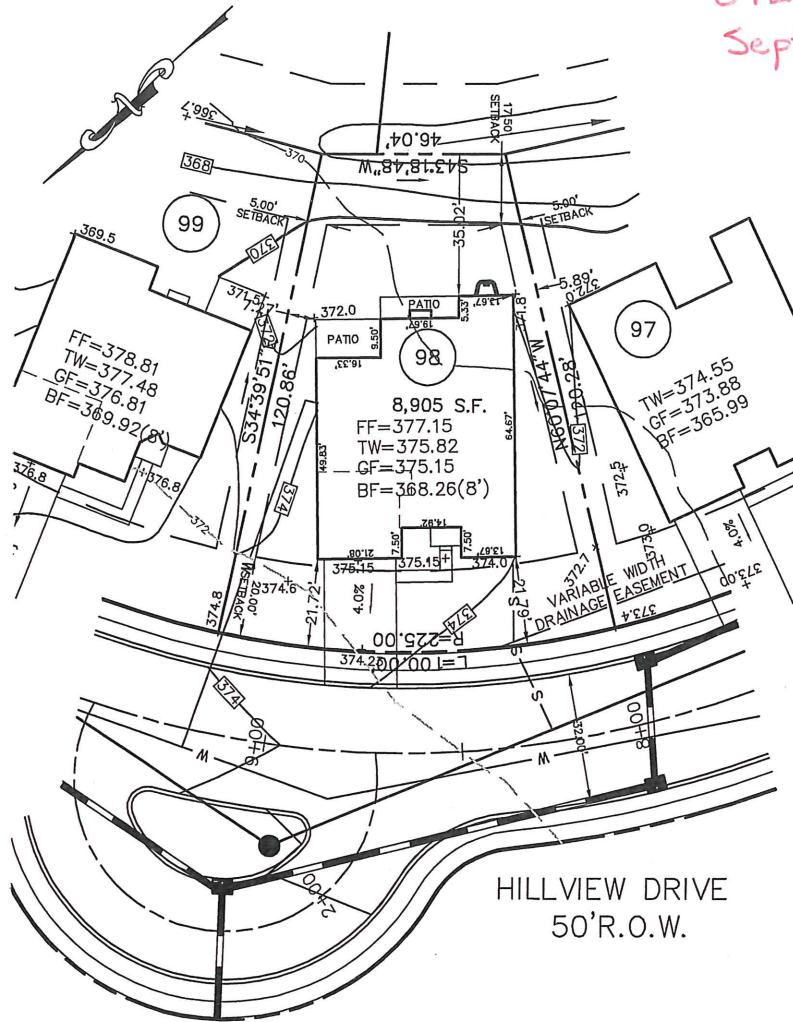 Sep
17.50'
SETBACK
366.7
46.04'
S43°18'48"W
368
370
5.00'
SETBACK
5.00'
SETBACK
99
369.5
370
35.02'
5.89'
372.0
371.5
7.27'
372.0
PATIO
13.67'
371.8'
5.33'
19.67'
PATIO
9.50'
16.33'
98
97
FF=378.81
TW=377.48
GF=376.81
BF=369.92(8')
S34°39'51"
120.86'
8,905 S.F.
FF=377.15
TW=375.82
GF=375.15
BF=368.26(8')
49.83'
64.67'
120.28'
372
TW=374.55
GF=373.88
BF=365.99
376.8
376.8
372
374
14.92'
7.50'
7.50'
21.08'
13.67'
375.15
375.15
374.0
372.5
373.0
4.0%
373.00
372.7
VARIABLE WIDTH
DRAINAGE EASEMENT
373.4
W
SETBACK
20.00'
374.8
374.6
21.72'
4.0%
374
21.79'
S
R=225.00
L=100.00'
S
S
374
9+00
W
W
32.00'
8+00
2+00
HILLVIEW DRIVE
50'R.O.W.